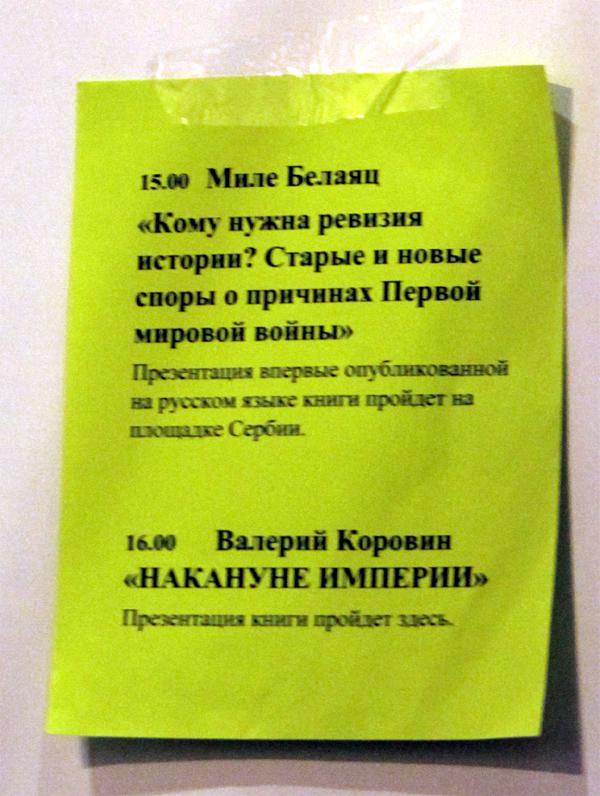 15.00 Миле Белаяц
«Кому нужна ревизия
истории? Старые и новые
споры о причинах Первой
мировой войны»
Презентация впервые опубликованной
на русском языке книги пройдет на
площадке Сербии.
16.00 Валерий Коровин
«НАКАНУНЕ ИМПЕРИИ»
Презентация книги пройдет здесь.